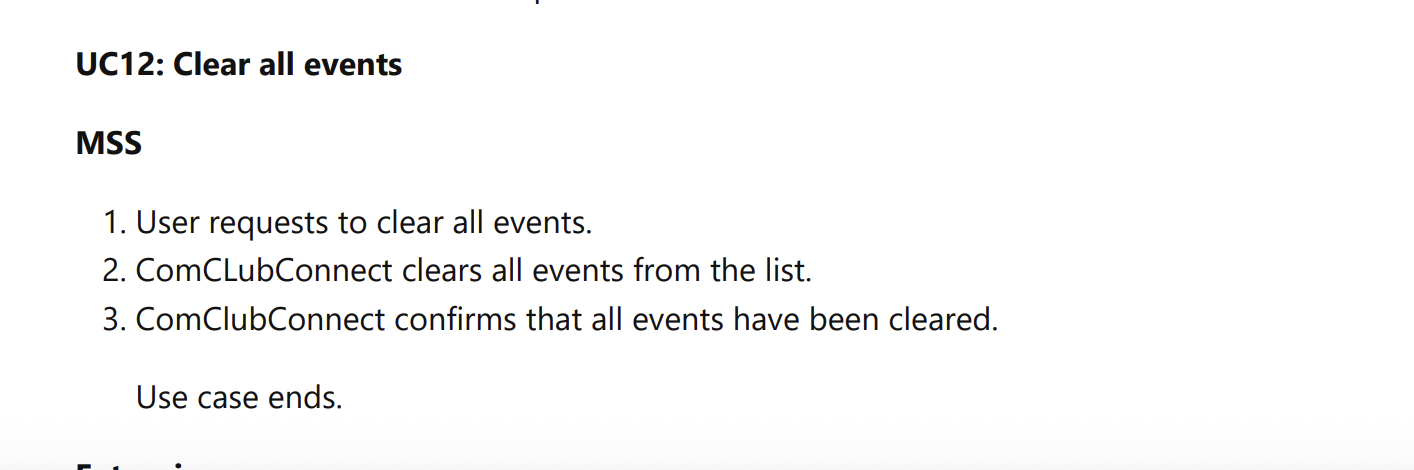 UC12: Clear all events
MSS
1. User requests to clear all events.
2. ComCLubConnect clears all events from the list.
3. ComClubConnect confirms that all events have been cleared.
Use case ends.